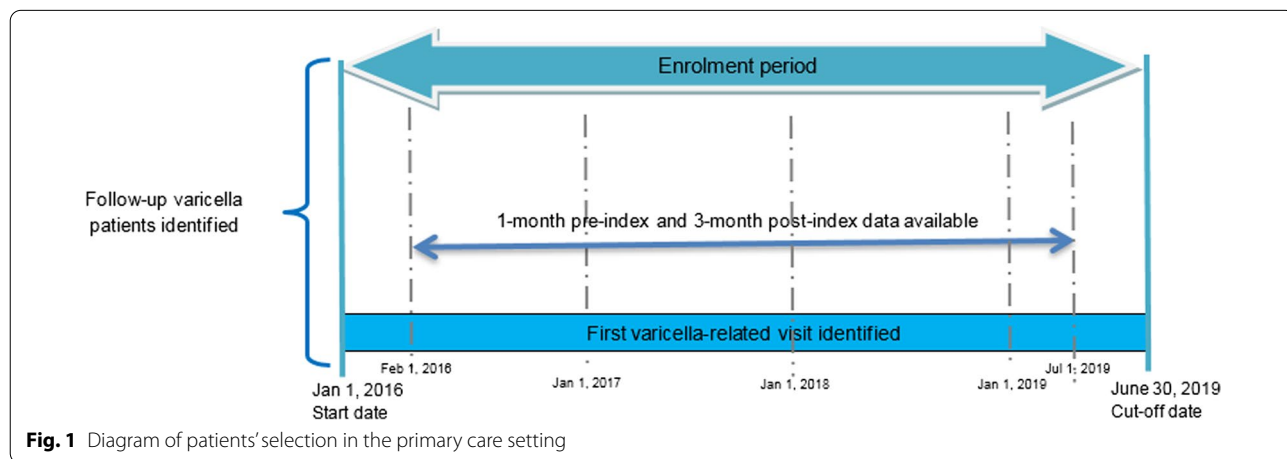 Enrolment period
Follow-up varicella
patients identified
1-month pre-index and 3-month post-index data available
First varicella-related visit identified
Feb 1, 2016
Jul 1, 2019
Jan 1, 2016
Start date
Jan 1, 2017
Jan 1, 2018
Jan 1, 2019
June 30, 2019
Cut-off date
Fig. 1 Diagram of patients' selection in the primary care setting